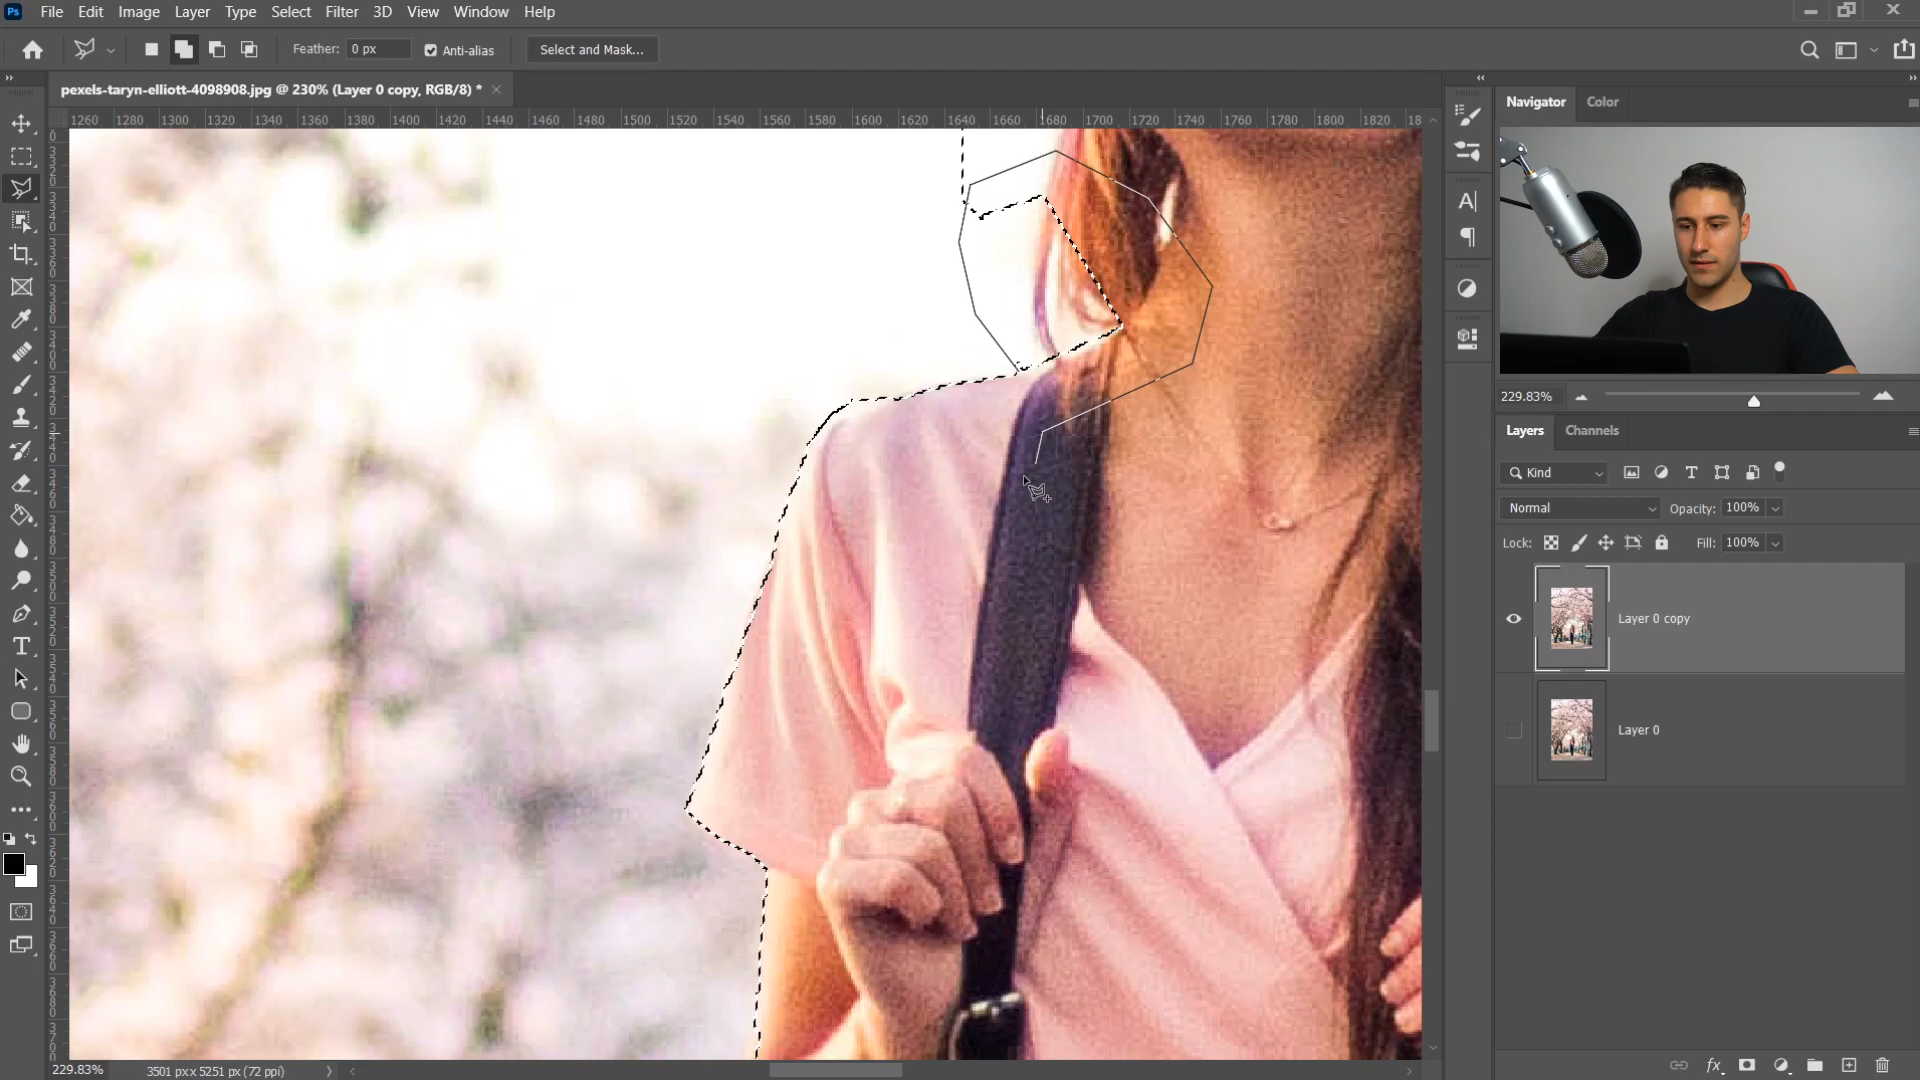 Ps File Edit Image Layer Type Select Filter 3D View Window Help
Feather: 0 px Anti-alias Select and Mask...
pexels-taryn-elliott-4098908.jpg @ 230% (Layer 0 copy, RGB/8) *
1260 1280 1300 1320 1340 1360 1380 1400 1420 1440 1460 1480 1500 1520 1540 1560 1580 1600 1620 1640 1660 1680 1700 1720 1740 1760 1780 1800 1820 18
Navigator Color
229.83%
Layers Channels
Kind
Normal Opacity: 100%
Lock: Fill: 100%
Layer 0 copy
Layer 0
fx
229.83% 3501 px x 5251 px (72 ppi)